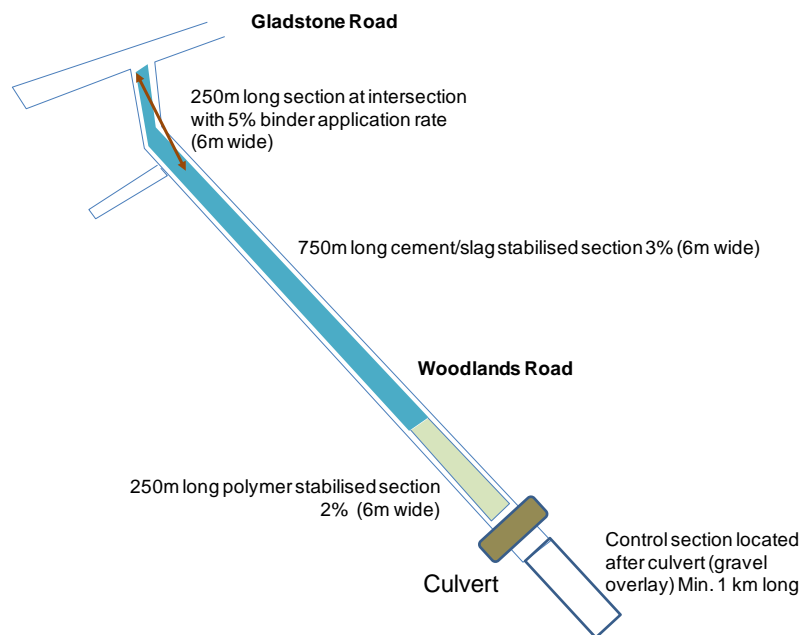 Gladstone Road
250m long section at intersection
with 5% binder application rate
(6m wide)
750m long cement/slag stabilised section 3% (6m wide)
Woodlands Road
250m long polymer stabilised section
2% (6m wide)
Culvert
Control section located
after culvert (gravel
overlay) Min. 1 km long